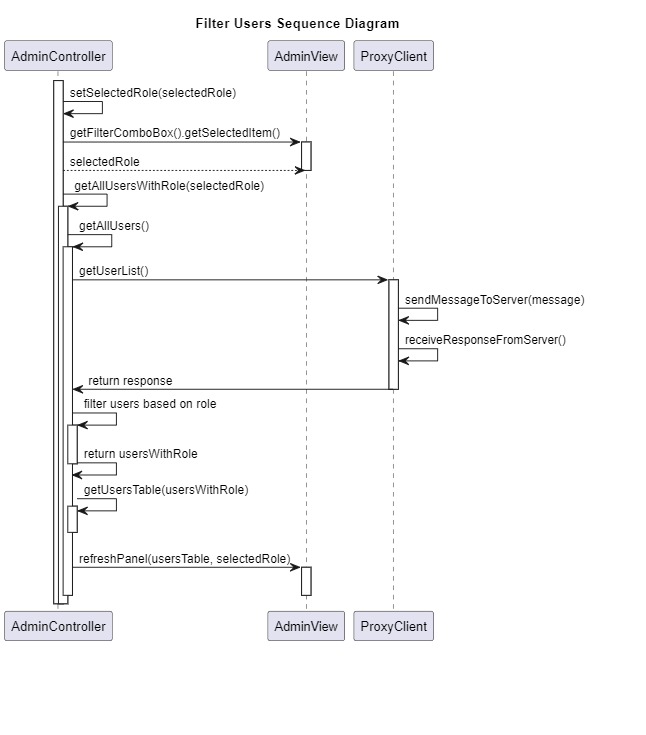 Filter Users Sequence Diagram
AdminController
AdminView
ProxyClient
setSelectedRole(selectedRole)
getFilterComboBox().getSelectedItem()
selectedRole
getAllUsersWithRole(selectedRole)
getAllUsers()
getUserList()
sendMessageToServer(message)
receiveResponseFromServer()
return response
filter users based on role
return usersWithRole
getUsersTable(usersWithRole)
refreshPanel(usersTable, selectedRole)
AdminController
AdminView
ProxyClient